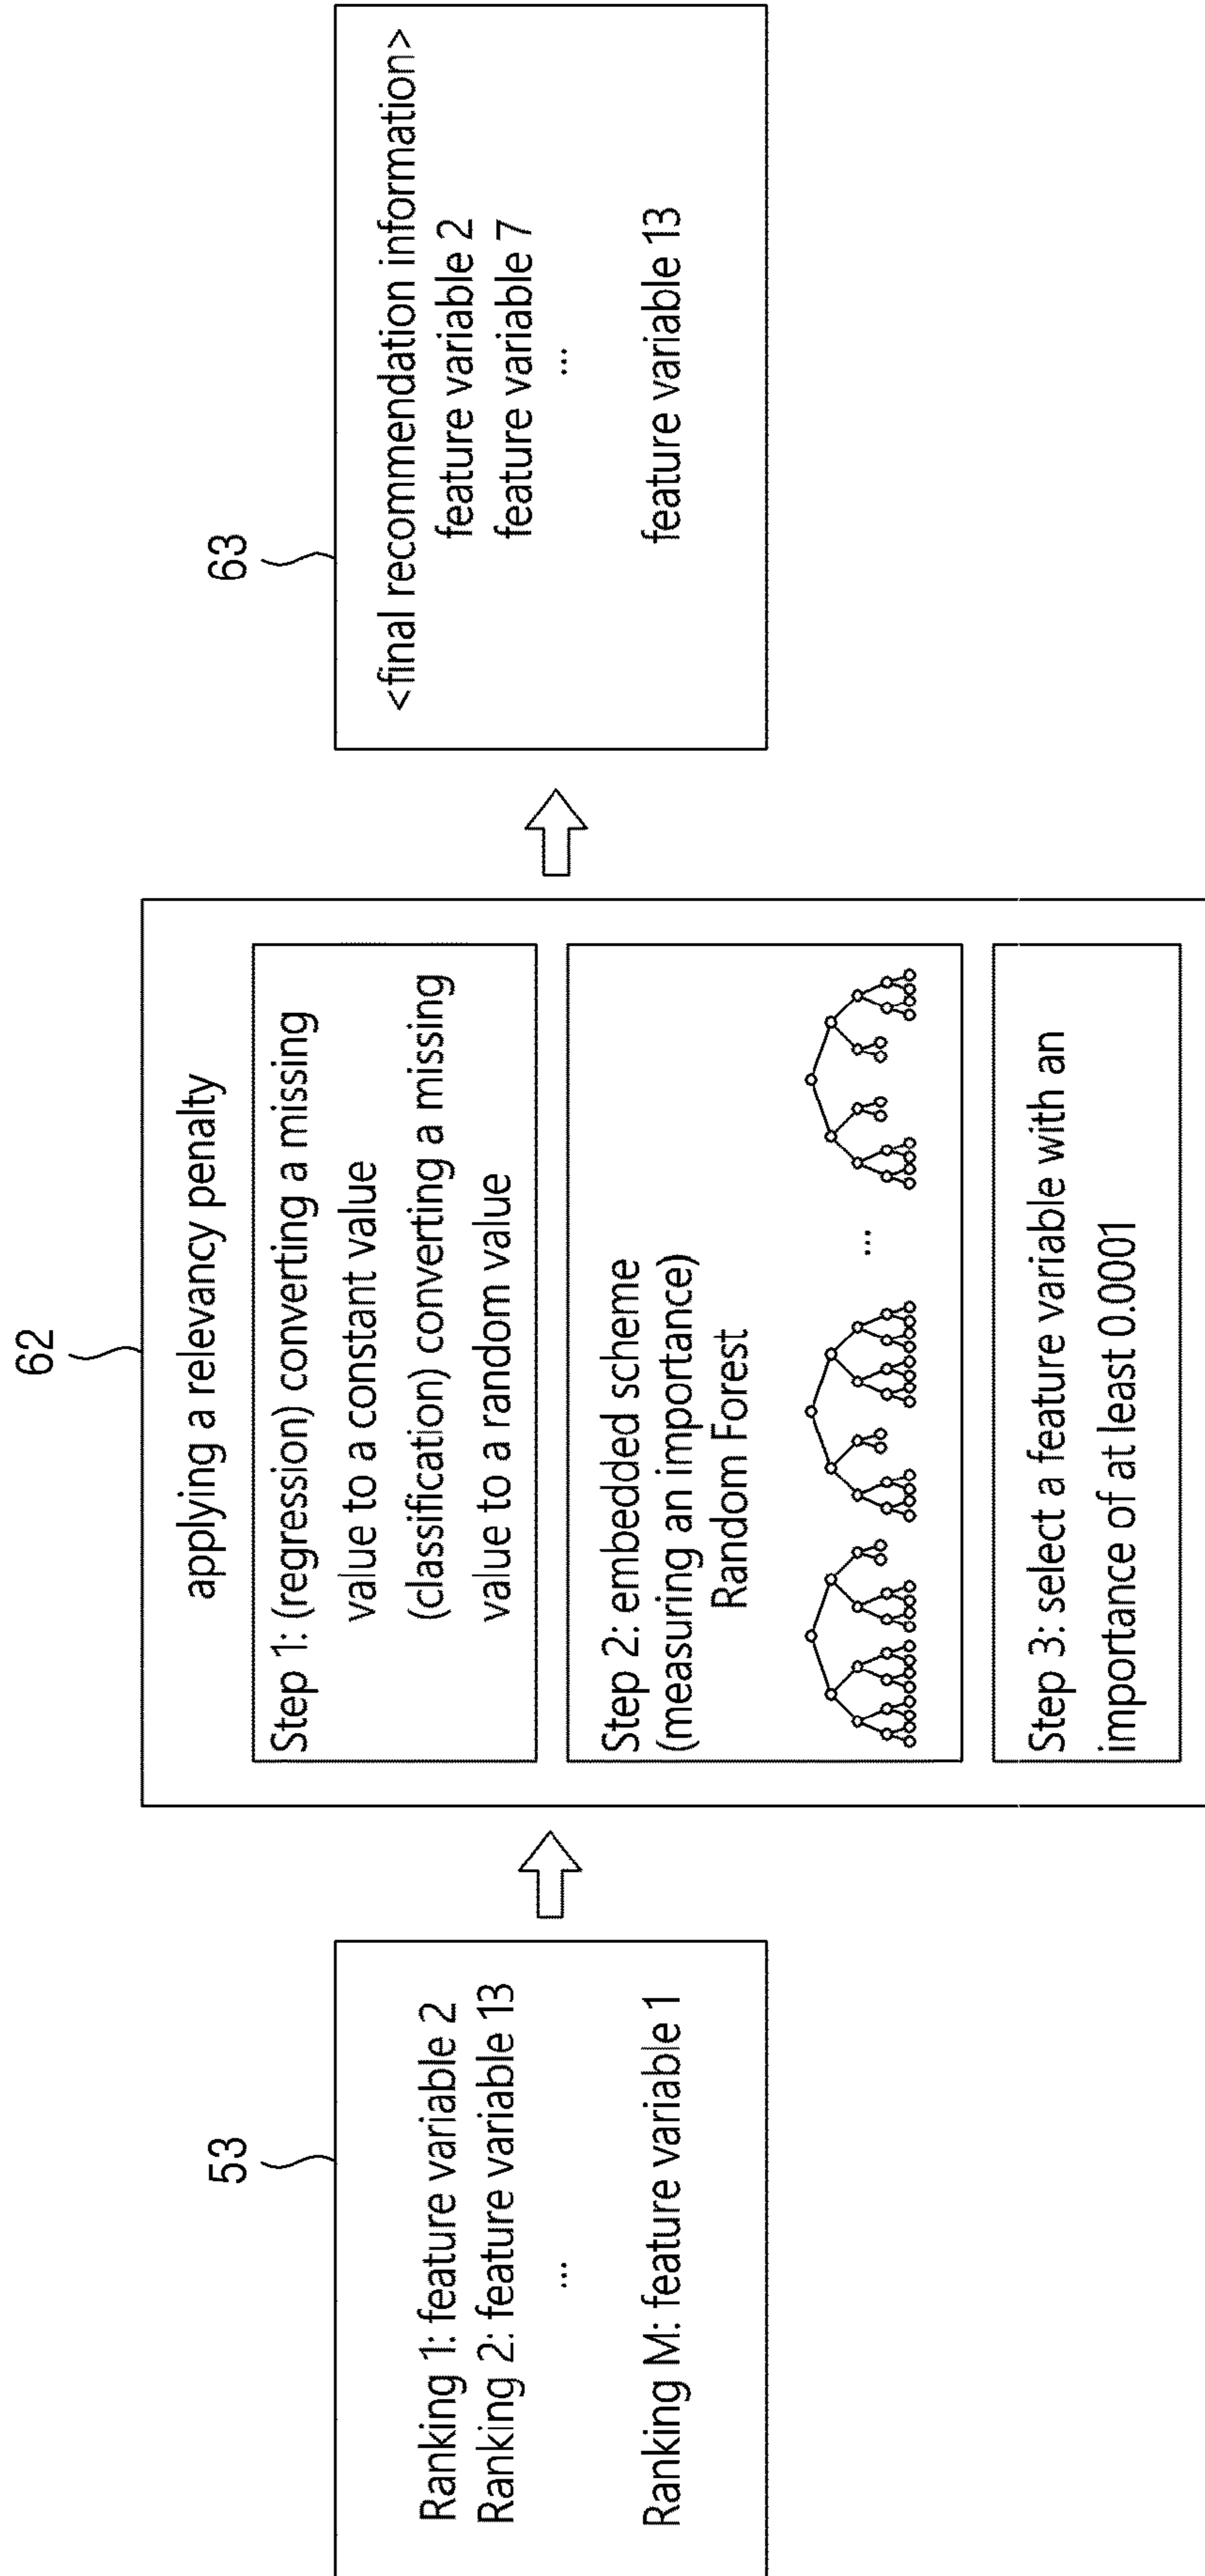 53
Ranking 1: feature variable 2
Ranking 2: feature variable 13
...
Ranking M: feature variable 1
62
applying a relevancy penalty
Step 1: (regression) converting a missing
value to a constant value
(classification) converting a missing
value to a random value
Step 2: embedded scheme
(measuring an importance)
Random Forest
...
Step 3: select a feature variable with an
importance of at least 0.0001
63
<final recommendation information>
feature variable 2
feature variable 7
...
feature variable 13